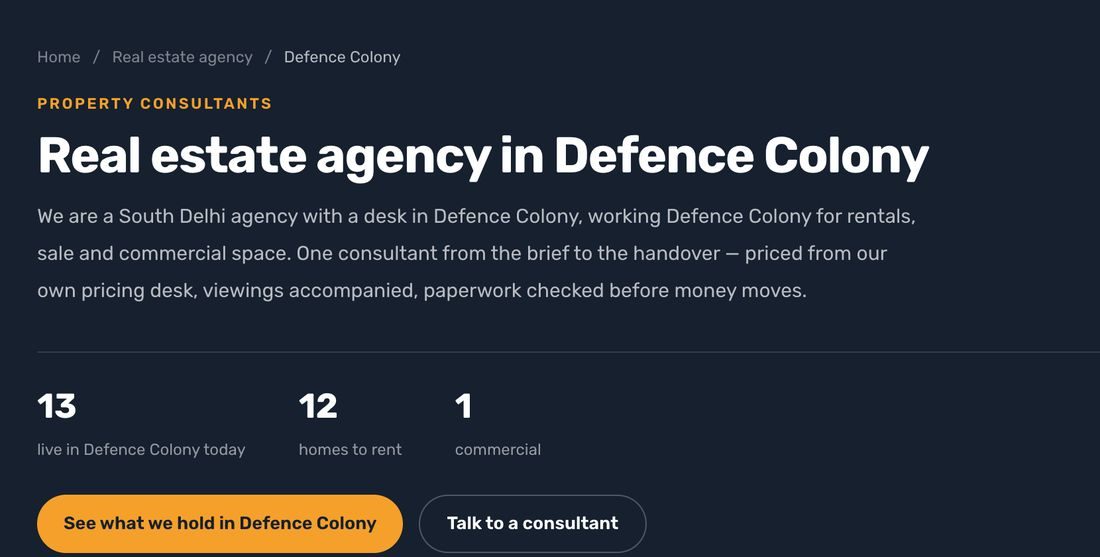 Home / Real estate agency / Defence Colony
PROPERTY CONSULTANTS
Real estate agency in Defence Colony
We are a South Delhi agency with a desk in Defence Colony, working Defence Colony for rentals,
sale and commercial space. One consultant from the brief to the handover — priced from our
own pricing desk, viewings accompanied, paperwork checked before money moves.
13 12 1
live in Defence Colony today homes to rent commercial
See what we hold in Defence Colony Talk to a consultant